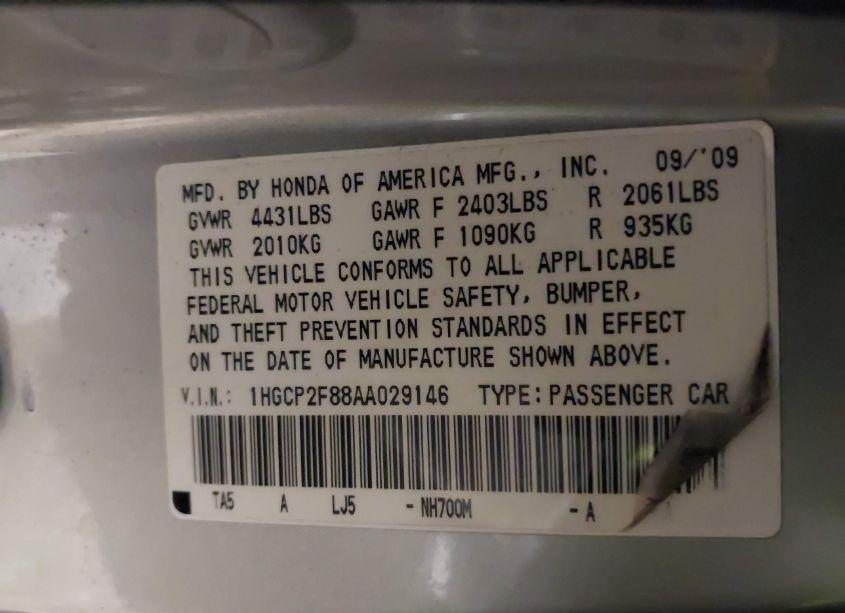 MFD. BY HONDA OF AMERICA MFG., INC. 09/'09
GVWR 4431LBS GAWR F 2403LBS R 2061LBS
GVWR 2010KG GAWR F 1090KG R 935KG
THIS VEHICLE CONFORMS TO ALL APPLICABLE
FEDERAL MOTOR VEHICLE SAFETY, BUMPER,
AND THEFT PREVENTION STANDARDS IN EFFECT
ON THE DATE OF MANUFACTURE SHOWN ABOVE.
V.I.N.: 1HGCP2F88AA029146 TYPE: PASSENGER CAR
TA5 A LJ5 - NH700M - A